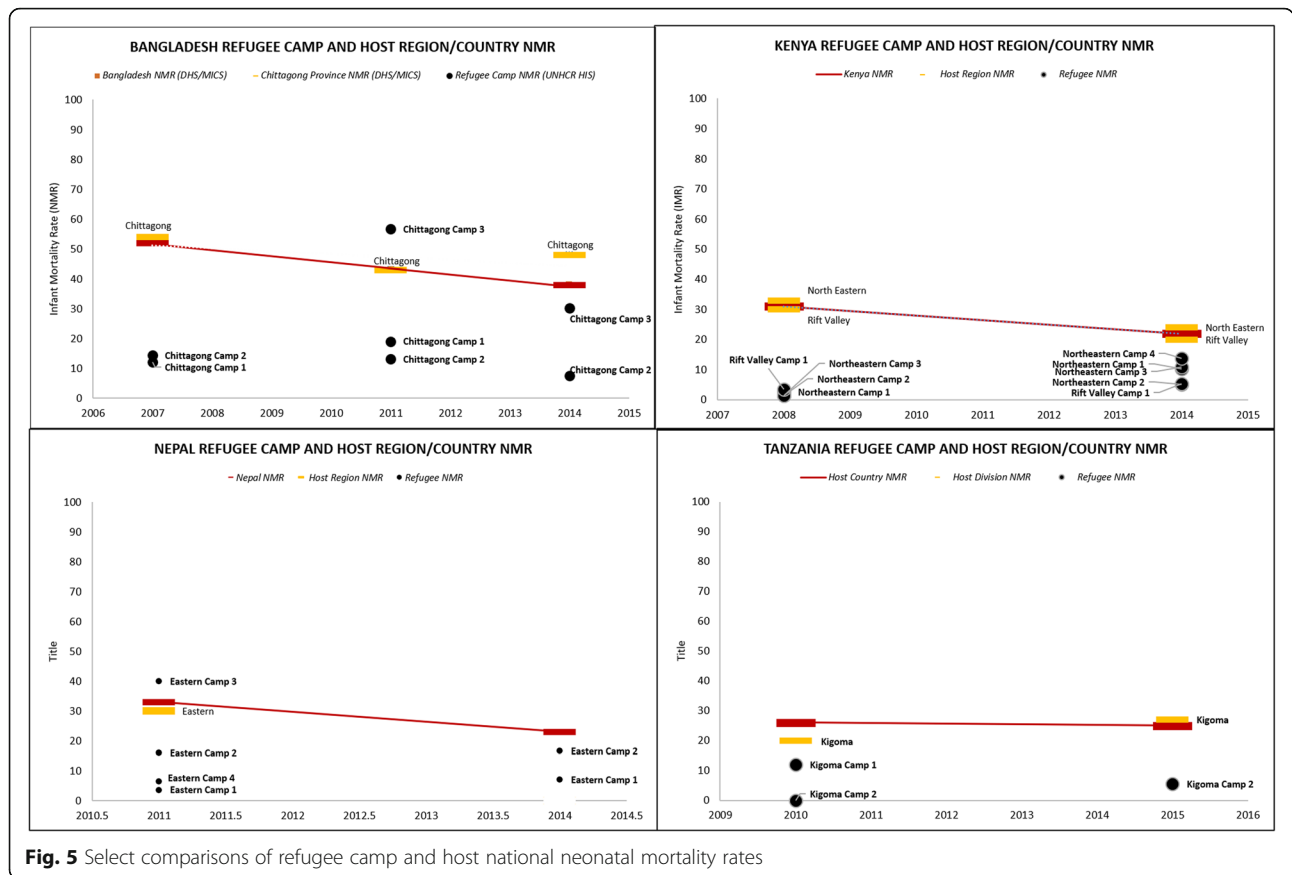 BANGLADESH REFUGEE CAMP AND HOST REGION/COUNTRY NMR
Bangladesh NMR (DHS/MICS) Chittagong Province NMR (DHS/MICS) Refugee Camp NMR (UNHCR HIS)
Infant Mortality Rate (NMR)
100
90
80
70
60
50
40
30
20
10
0
Chittagong
Chittagong Camp 2
Chittagong Camp 1
Chittagong Camp 3
Chittagong
Chittagong Camp 1
Chittagong Camp 2
Chittagong
Chittagong Camp 3
Chittagong Camp 2
2006 2007 2008 2009 2010 2011 2012 2013 2014 2015
KENYA REFUGEE CAMP AND HOST REGION/COUNTRY NMR
Kenya NMR Host Region NMR Refugee NMR
Infant Mortality Rate (IMR)
100
90
80
70
60
50
40
30
20
10
0
North Eastern
Rift Valley
Rift Valley Camp 1
Northeastern Camp 3
Northeastern Camp 2
Northeastern Camp 1
North Eastern
Rift Valley
Northeastern Camp 4
Northeastern Camp 1
Northeastern Camp 3
Northeastern Camp 2
Rift Valley Camp 1
2007 2008 2009 2010 2011 2012 2013 2014 2015
NEPAL REFUGEE CAMP AND HOST REGION/COUNTRY NMR
Nepal NMR Host Region NMR Refugee NMR
Title
100
90
80
70
60
50
40
30
20
10
0
Eastern Camp 3
Eastern
Eastern Camp 2
Eastern Camp 4
Eastern Camp 1
Eastern Camp 2
Eastern Camp 1
2010.5 2011 2011.5 2012 2012.5 2013 2013.5 2014 2014.5
TANZANIA REFUGEE CAMP AND HOST REGION/COUNTRY NMR
Host Country NMR Host Division NMR Refugee NMR
Title
100
90
80
70
60
50
40
30
20
10
0
Kigoma
Kigoma Camp 1
Kigoma Camp 2
Kigoma
Kigoma Camp 2
2009 2010 2011 2012 2013 2014 2015 2016
Fig. 5 Select comparisons of refugee camp and host national neonatal mortality rates